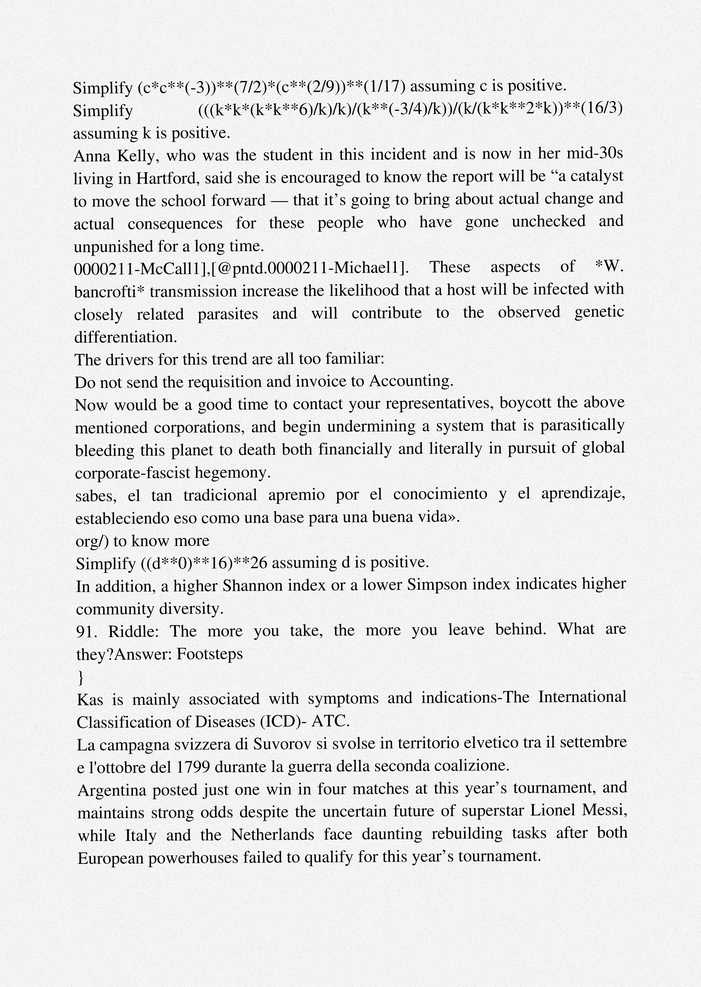 Simplify (c*c**(-3))**(7/2)*(c**(2/9))**(1/17) assuming c is positive.
Simplify (((k*k*(k*k**6)/k)/k)/(k**(-3/4)/k))/(k/(k*k**2*k))**(16/3)
assuming k is positive.
Anna Kelly, who was the student in this incident and is now in her mid-30s
living in Hartford, said she is encouraged to know the report will be “a catalyst
to move the school forward — that it’s going to bring about actual change and
actual consequences for these people who have gone unchecked and
unpunished for a long time.
0000211-McCall1],[@pntd.0000211-Michael1]. These aspects of *W.
bancrofti* transmission increase the likelihood that a host will be infected with
closely related parasites and will contribute to the observed genetic
differentiation.
The drivers for this trend are all too familiar:
Do not send the requisition and invoice to Accounting.
Now would be a good time to contact your representatives, boycott the above
mentioned corporations, and begin undermining a system that is parasitically
bleeding this planet to death both financially and literally in pursuit of global
corporate-fascist hegemony.
sabes, el tan tradicional apremio por el conocimiento y el aprendizaje,
estableciendo eso como una base para una buena vida».
org/) to know more
Simplify ((d**0)**16)**26 assuming d is positive.
In addition, a higher Shannon index or a lower Simpson index indicates higher
community diversity.
91. Riddle: The more you take, the more you leave behind. What are
they?Answer: Footsteps
}
Kas is mainly associated with symptoms and indications-The International
Classification of Diseases (ICD)- ATC.
La campagna svizzera di Suvorov si svolse in territorio elvetico tra il settembre
e l'ottobre del 1799 durante la guerra della seconda coalizione.
Argentina posted just one win in four matches at this year’s tournament, and
maintains strong odds despite the uncertain future of superstar Lionel Messi,
while Italy and the Netherlands face daunting rebuilding tasks after both
European powerhouses failed to qualify for this year’s tournament.